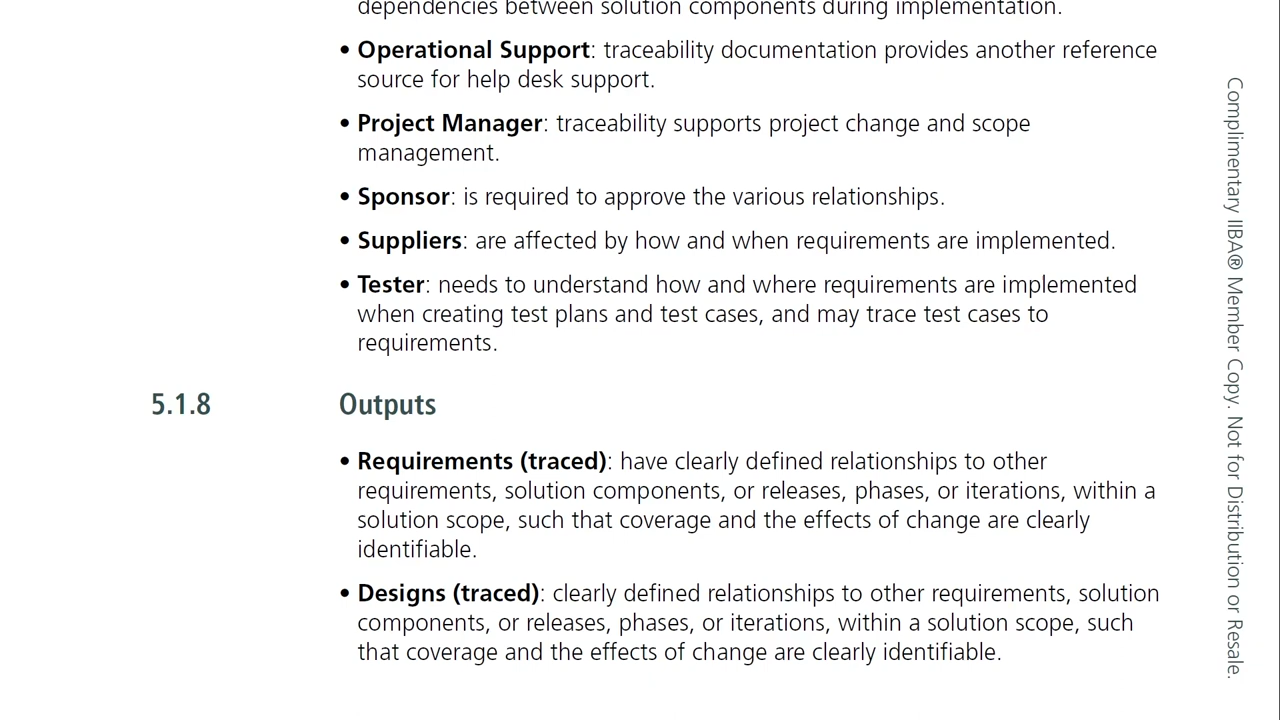 dependencies between solution components during implementation.
• Operational Support: traceability documentation provides another reference
source for help desk support.
• Project Manager: traceability supports project change and scope
management.
• Sponsor: is required to approve the various relationships.
• Suppliers: are affected by how and when requirements are implemented.
• Tester: needs to understand how and where requirements are implemented
when creating test plans and test cases, and may trace test cases to
requirements.
5.1.8 Outputs
• Requirements (traced): have clearly defined relationships to other
requirements, solution components, or releases, phases, or iterations, within a
solution scope, such that coverage and the effects of change are clearly
identifiable.
• Designs (traced): clearly defined relationships to other requirements, solution
components, or releases, phases, or iterations, within a solution scope, such
that coverage and the effects of change are clearly identifiable.
Complimentary IIBA® Member Copy. Not for Distribution or Resale.